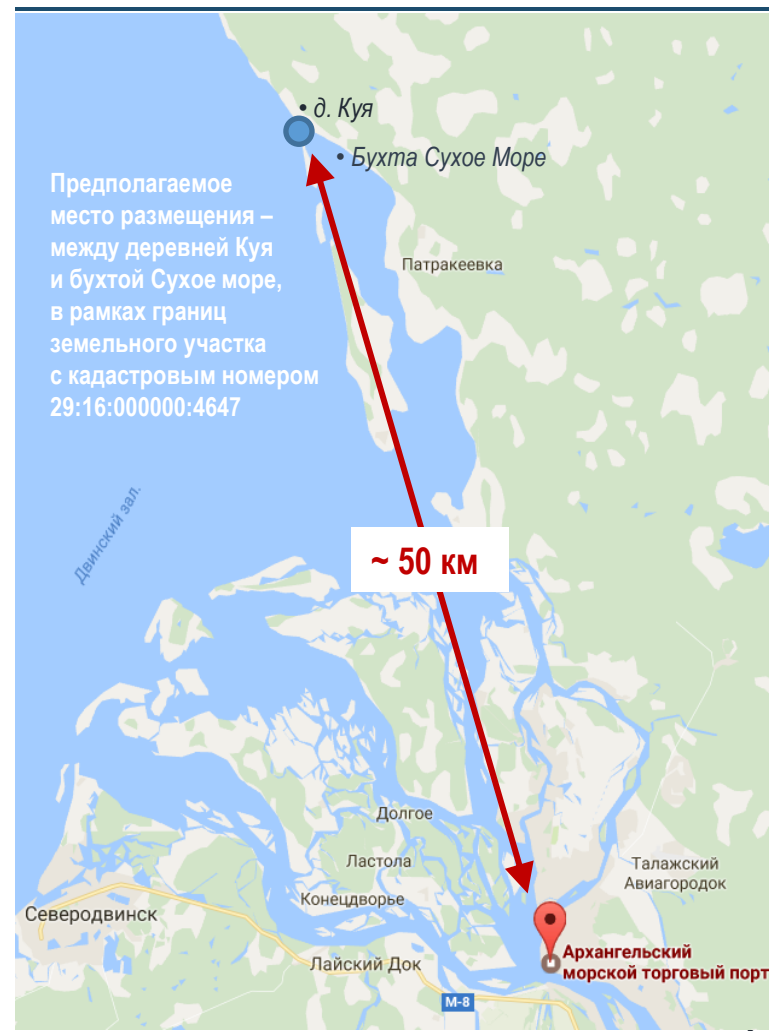 • д. Куя
• Бухта Сухое Море
Предполагаемое
место размещения –
между деревней Куя
и бухтой Сухое море,
в рамках границ
земельного участка
с кадастровым номером
29:16:000000:4647
Патракеевка
Двинский зал.
~ 50 км
Долгое
Ластола
Конецдворье
Талажский
Авиагородок
Северодвинск
Лайский Док
Архангельский
морской торговый порт
М-8